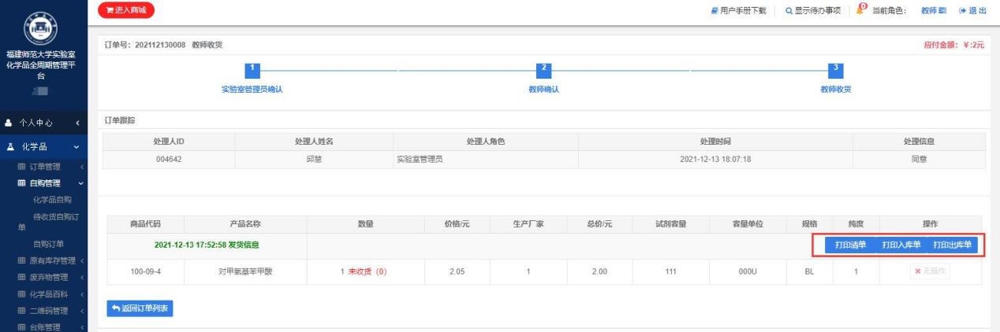 进入商城
用户手册下载 显示待办事项 0 当前角色： 教师 退出
福建师范大学实验室
化学品全周期管理平
台
个人中心
化学品
订单管理
自购管理
化学品自购
待收货自购订
单
自购订单
原有库存管理
废弃物管理
化学品百科
二维码管理
台账管理
订单号：202112130008 教师收货 应付金额：￥:2元
1 2 3
实验室管理员确认 教师确认 教师收货
订单跟踪
处理人ID 处理人姓名 处理人角色 处理时间 处理信息
004642 邱慧 实验室管理员 2021-12-13 18:07:18 同意
商品代码 产品名称 数量 价格/元 生产厂家 总价/元 试剂容量 容量单位 规格 纯度 操作
2021-12-13 17:52:58 发货信息 打印清单 打印入库单 打印出库单
100-09-4 对甲氧基苯甲酸 1 未收货（0） 2.05 1 2.00 111 000U BL 1 无操作
返回订单列表